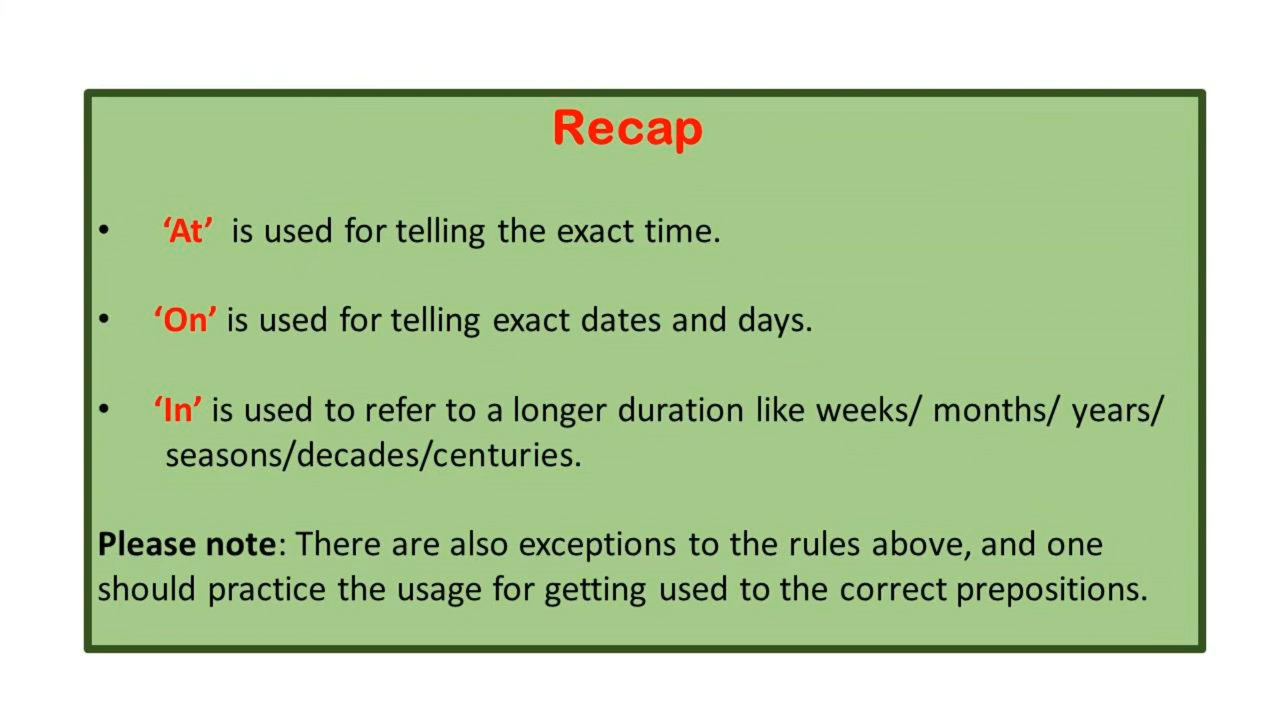 Recap
• ‘At’ is used for telling the exact time.
• ‘On’ is used for telling exact dates and days.
• ‘In’ is used to refer to a longer duration like weeks/ months/ years/
seasons/decades/centuries.
Please note: There are also exceptions to the rules above, and one
should practice the usage for getting used to the correct prepositions.